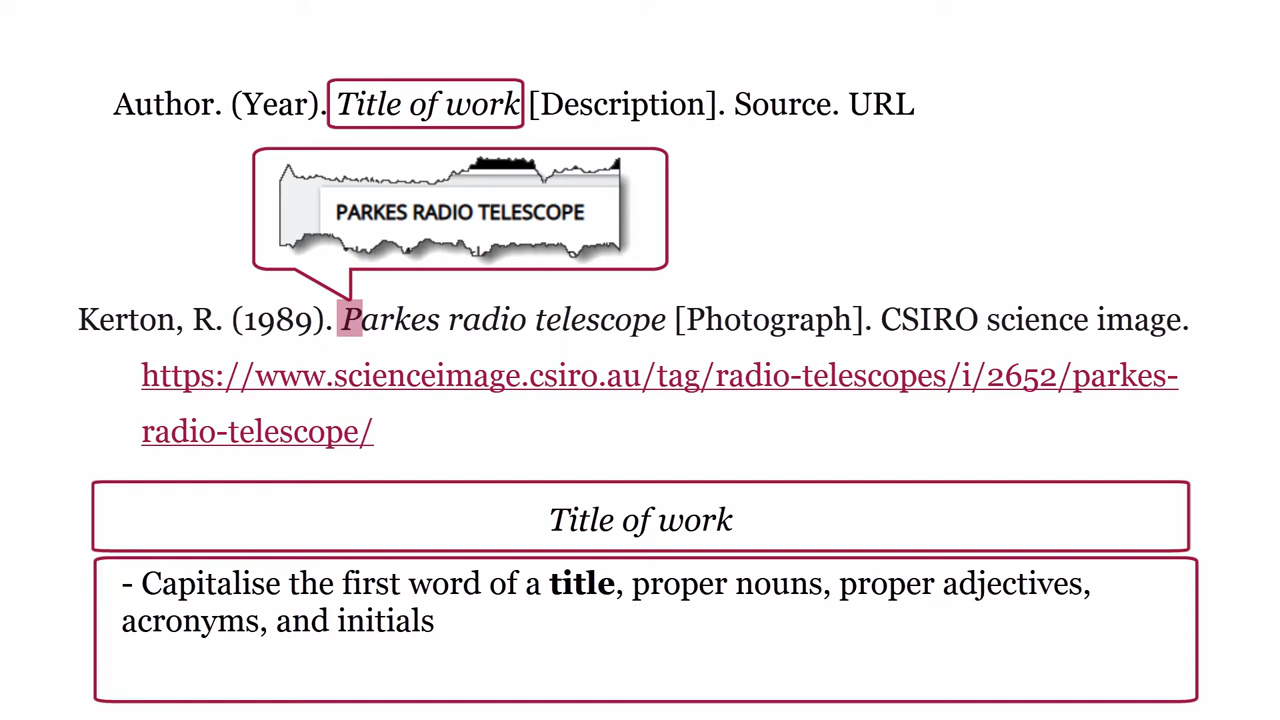 Author. (Year). Title of work [Description]. Source. URL
PARKES RADIO TELESCOPE
Kerton, R. (1989). Parkes radio telescope [Photograph]. CSIRO science image.
https://www.scienceimage.csiro.au/tag/radio-telescopes/i/2652/parkes-
radio-telescope/
Title of work
- Capitalise the first word of a title, proper nouns, proper adjectives,
acronyms, and initials